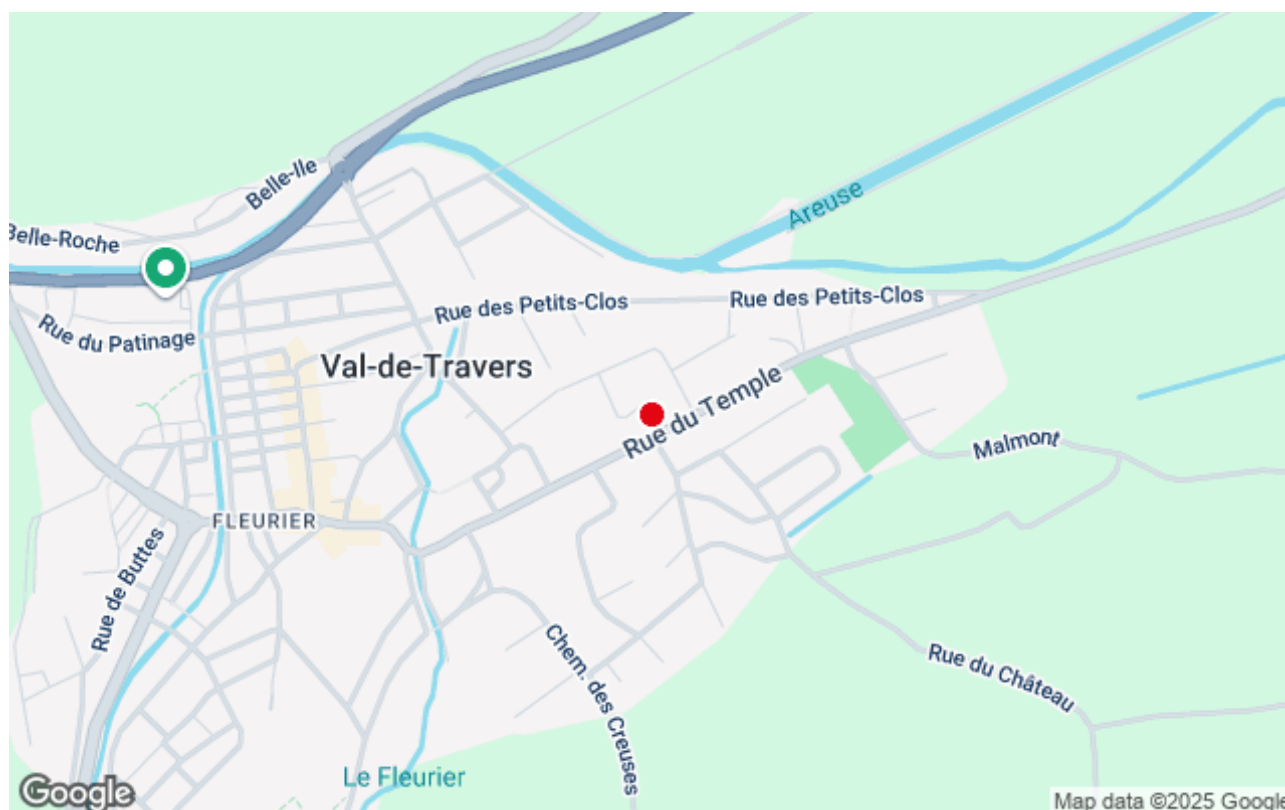 Belle-Ile
Areuse
Belle-Roche
Rue des Petits-Clos
Rue des Petits-Clos
Rue du Patinage
Val-de-Travers
Rue du Temple
Malmont
FLEURIER
Rue de Buttes
Chem. des Creuses
Rue du Château
Le Fleurier
Google
Map data ©2025 Google